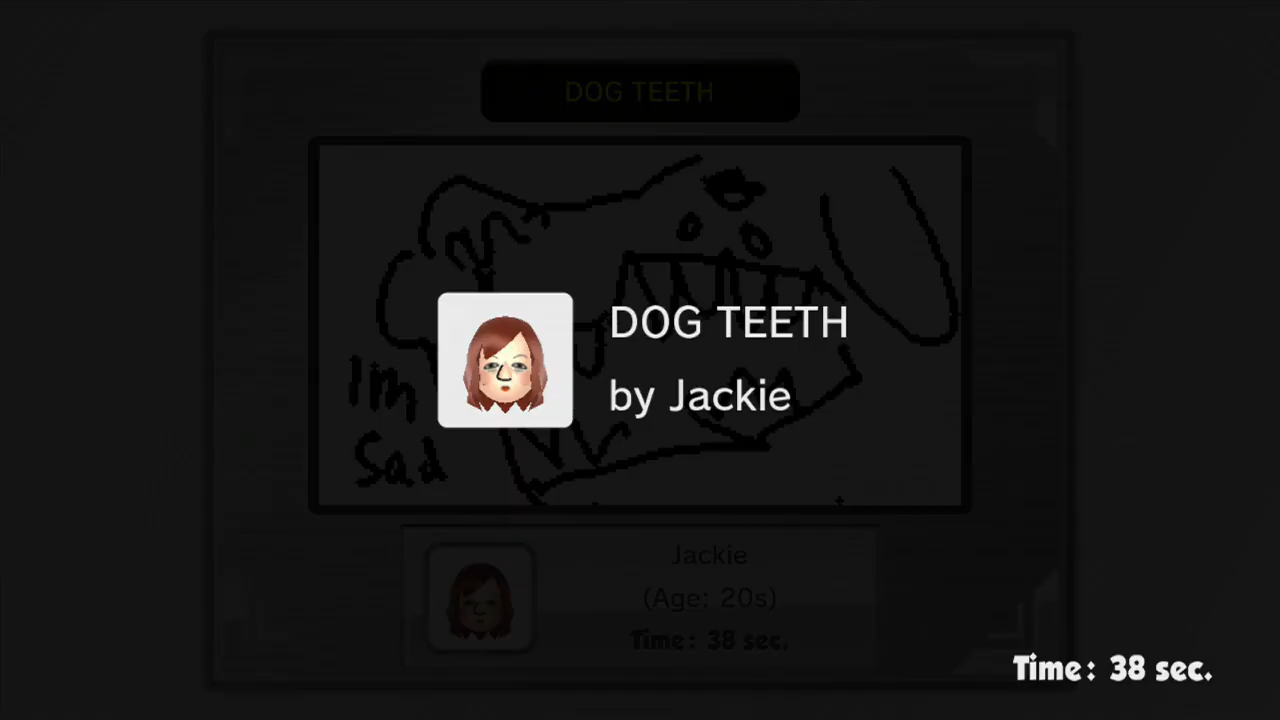 DOG TEETH
DOG TEETH
by Jackie
Im
Sad
Jackie
(Age: 20s)
Time: 38 sec.
Time: 38 sec.